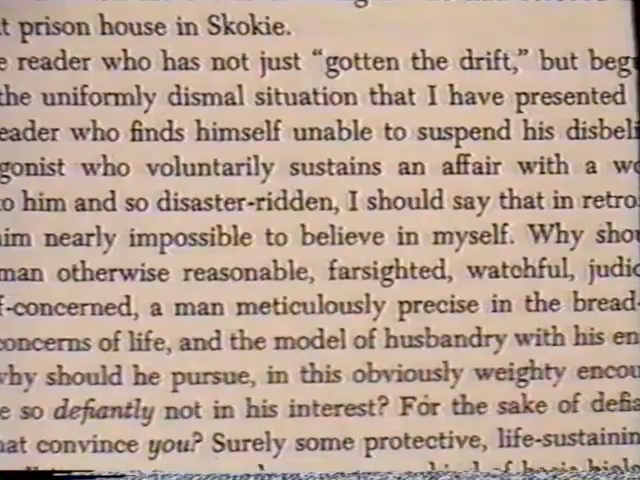 t prison house in Skokie.
e reader who has not just “gotten the drift,” but begu
the uniformly dismal situation that I have presented
eader who finds himself unable to suspend his disbeli
gonist who voluntarily sustains an affair with a wo
o him and so disaster-ridden, I should say that in retro
im nearly impossible to believe in myself. Why shou
man otherwise reasonable, farsighted, watchful, judic
f-concerned, a man meticulously precise in the bread-
concerns of life, and the model of husbandry with his en
why should he pursue, in this obviously weighty encou
e so defiantly not in his interest? For the sake of defia
hat convince you? Surely some protective, life-sustainin